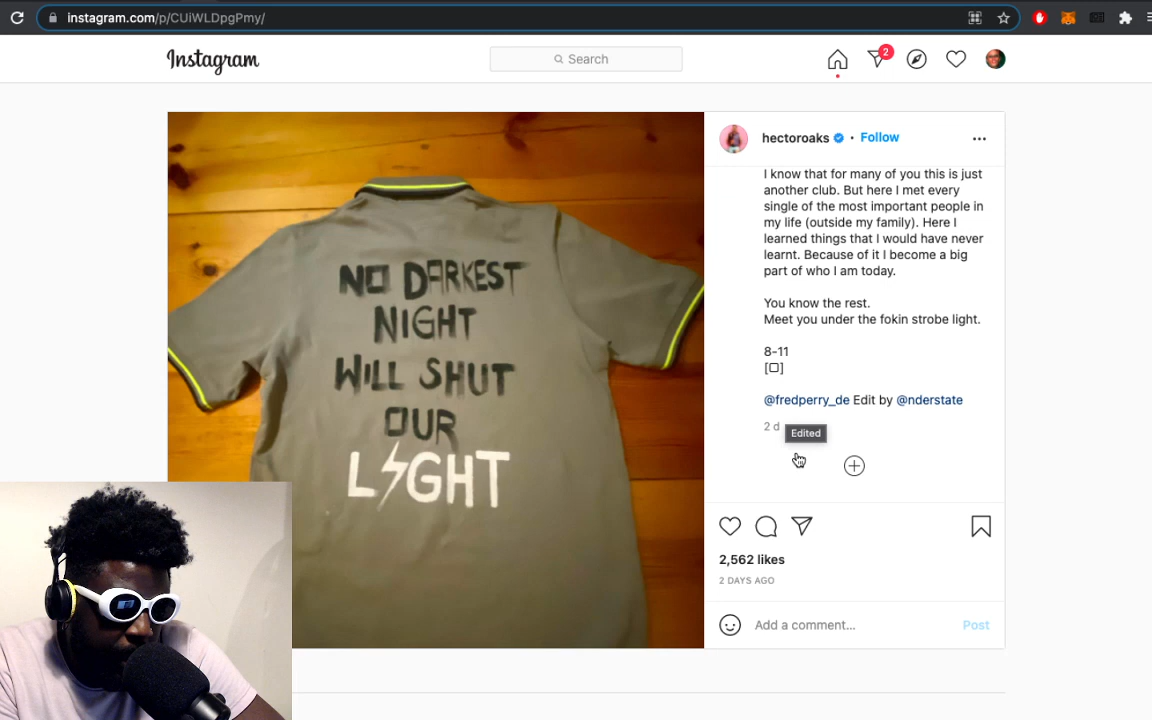 instagram.com/p/CUiWLDpgPmy/
Instagram
Search
2
NO DARKEST
NIGHT
WILL SHUT
OUR
LIGHT
hectoroaks • Follow
I know that for many of you this is just
another club. But here I met every
single of the most important people in
my life (outside my family). Here I
learned things that I would have never
learnt. Because of it I become a big
part of who I am today.
You know the rest.
Meet you under the fokin strobe light.
8-11
[□]
@fredperry_de Edit by @nderstate
2 d
Edited
2,562 likes
2 DAYS AGO
Add a comment...
Post